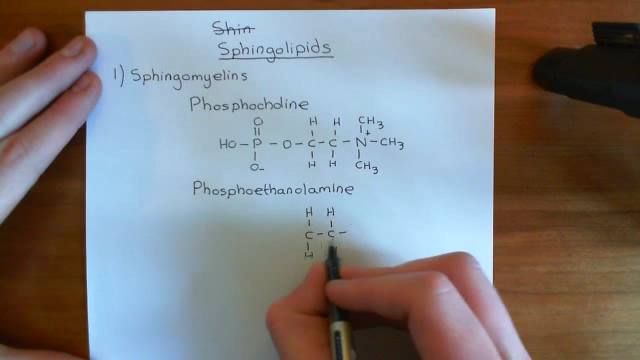 Shin
Sphingolipids
1) Sphingomyelins
Phosphocholine
O H H CH3
HO - P - O - C - C - N+ - CH3
O- H H CH3
Phosphoethanolamine
H H
C - C -
H